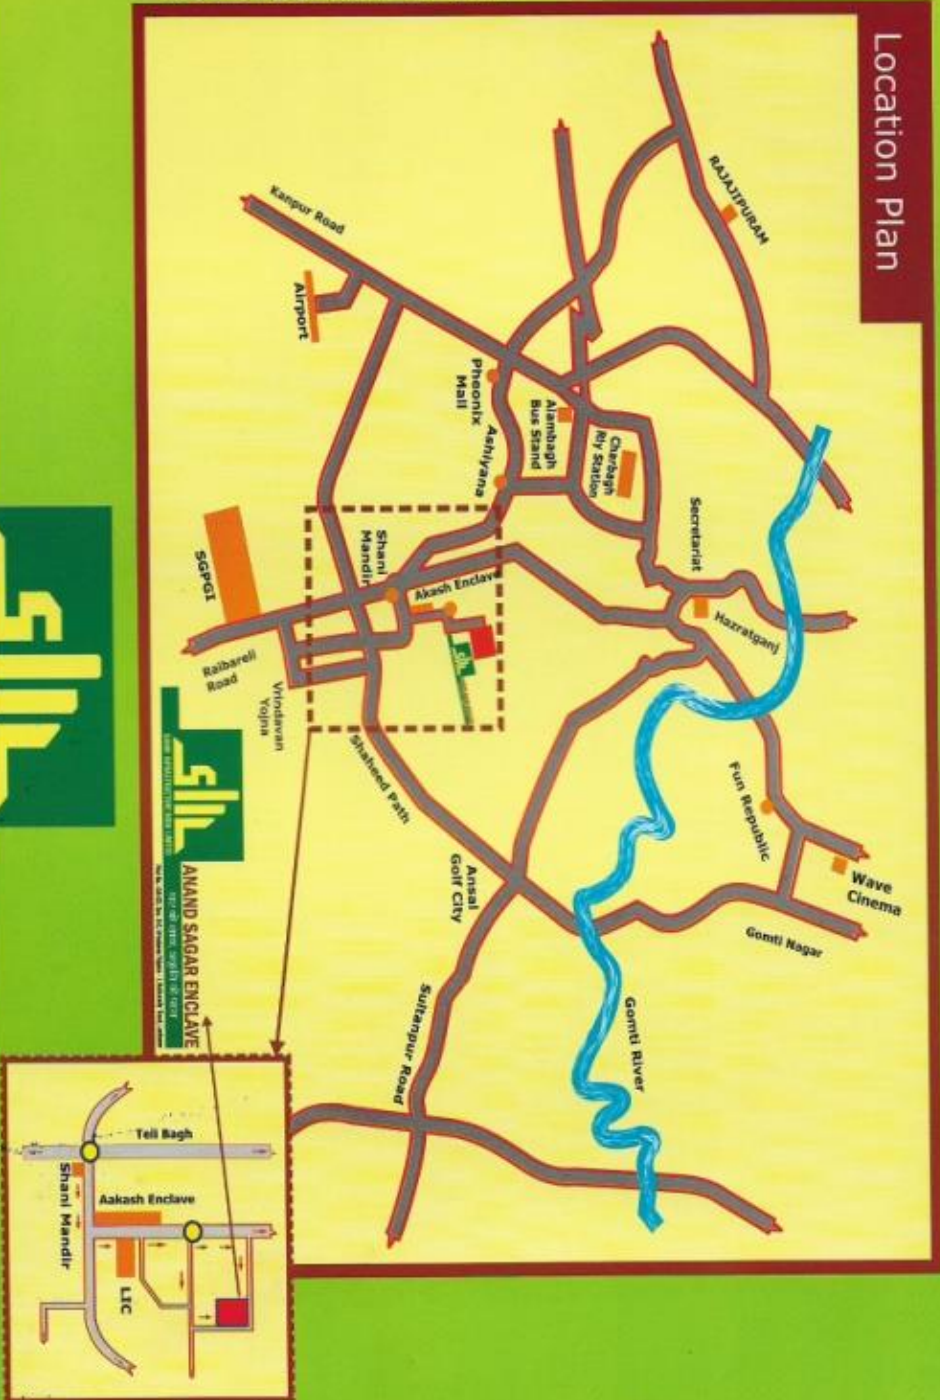 Location Plan
RAJAJIPURAM
Kanpur Road
Airport
Pheonix
Mall
Ashiyana
Alambagh
Bus Stand
Charbagh
Rly Station
Secretariat
Hazratganj
Shani
Mandir
Akash Enclave
SGPGI
Raibareli
Road
Vrindavan
Yojna
Shaheed Path
Fun Republic
Wave
Cinema
Gomti Nagar
Ansal
Golf City
Gomti River
Sultanpur Road
ANAND SAGAR ENCLAVE
Teli Bagh
Shani Mandir
Aakash Enclave
LIC